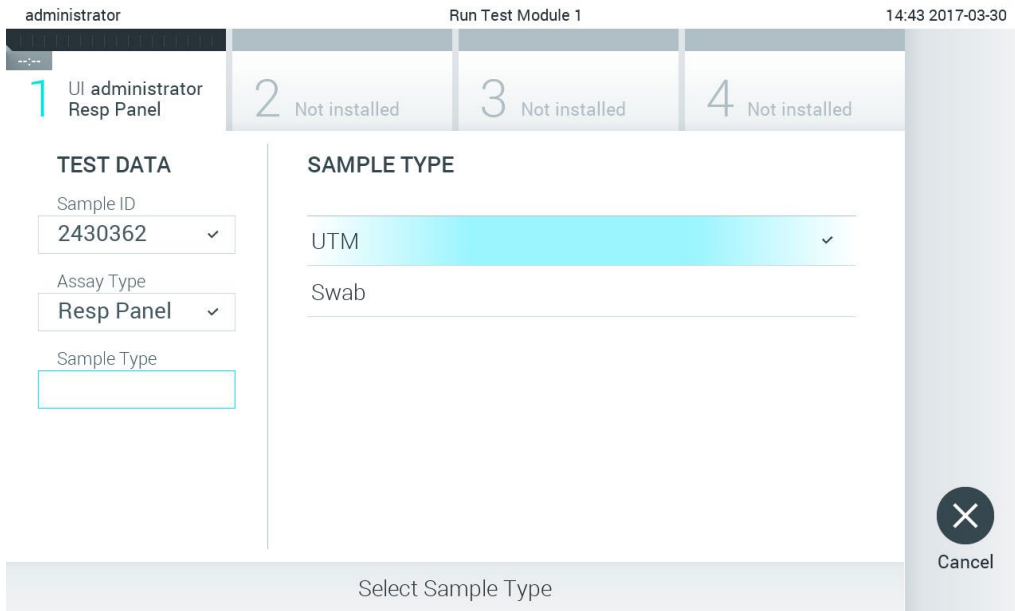 administrator Run Test Module 1 14:43 2017-03-30
--:--
1 UI administrator
Resp Panel
2 Not installed
3 Not installed
4 Not installed
TEST DATA
Sample ID
2430362
Assay Type
Resp Panel
Sample Type
SAMPLE TYPE
UTM
Swab
Cancel
Select Sample Type